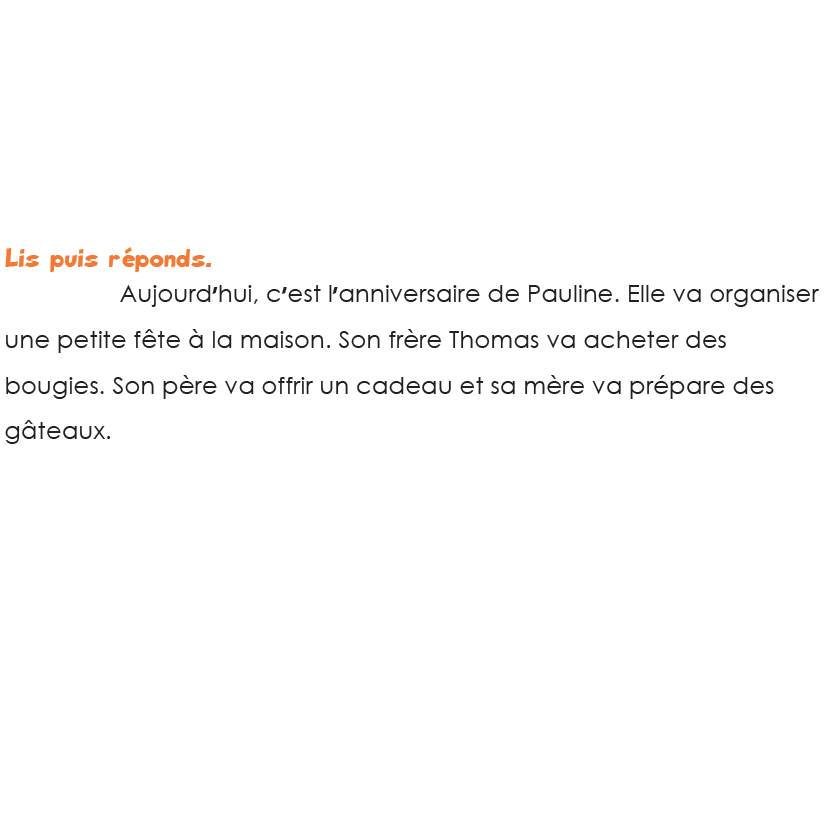 Lis puis réponds.
Aujourd'hui, c'est l'anniversaire de Pauline. Elle va organiser
une petite fête à la maison. Son frère Thomas va acheter des
bougies. Son père va offrir un cadeau et sa mère va prépare des
gâteaux.